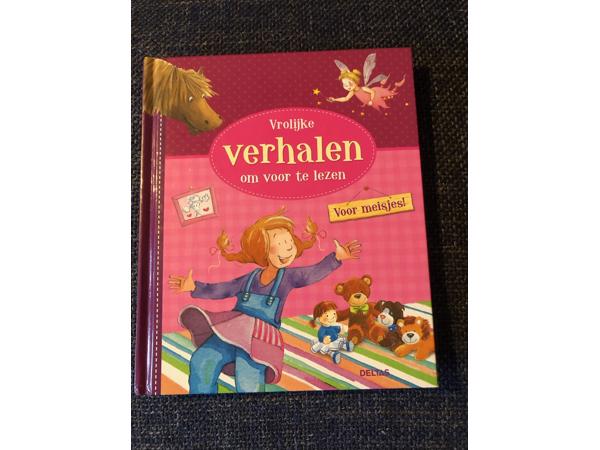 Vrolijke
verhalen
om voor te lezen
Voor meisjes!
DELTAS